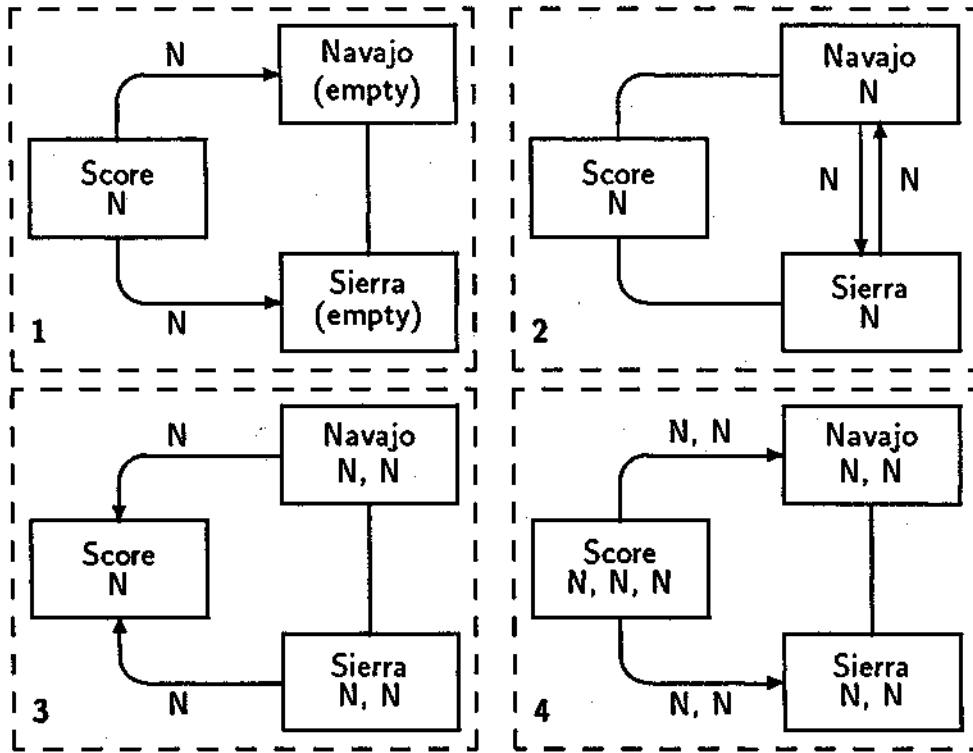 N
Navajo
(empty)
Score
N
Sierra
(empty)
N
1
Navajo
N
Score
N
N
N
Sierra
N
2
N
Navajo
N, N
Score
N
Sierra
N, N
N
3
N, N
Navajo
N, N
Score
N, N, N
Sierra
N, N
N, N
4